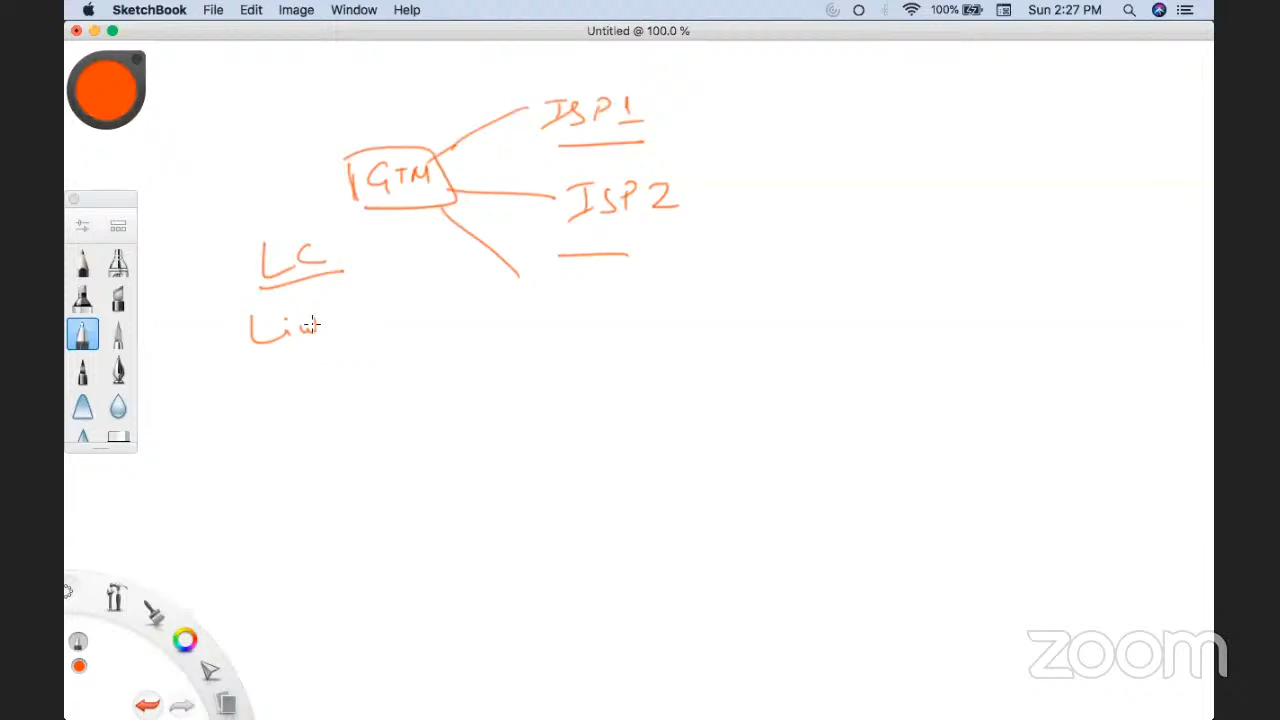 SketchBook File Edit Image Window Help 100% Sun 2:27 PM
Untitled @ 100.0 %
ISP1
GTM
ISP2
LC
zoom